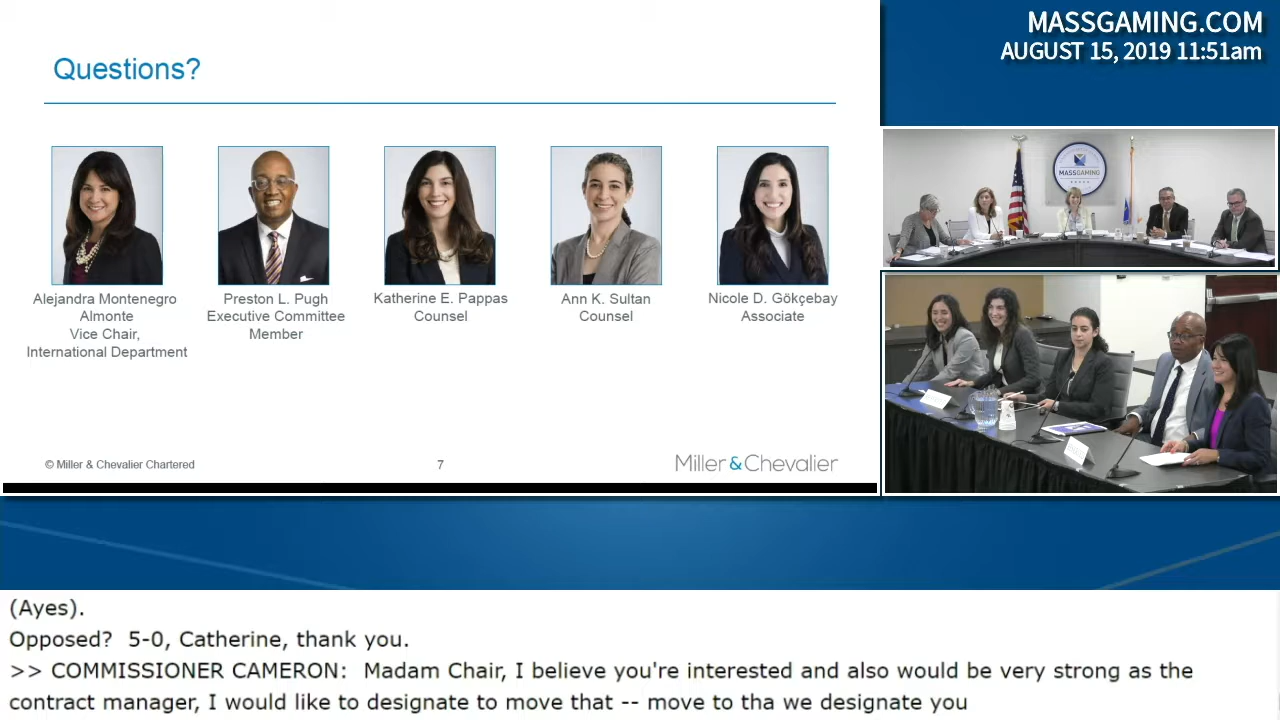 MASSGAMING.COM
AUGUST 15, 2019 11:51am
Questions?
Alejandra Montenegro
Almonte
Vice Chair,
International Department
Preston L. Pugh
Executive Committee
Member
Katherine E. Pappas
Counsel
Ann K. Sultan
Counsel
Nicole D. Gökçebay
Associate
© Miller & Chevalier Chartered
7
Miller&Chevalier
MASSGAMING
(Ayes).
Opposed?  5-0, Catherine, thank you.
>> COMMISSIONER CAMERON:  Madam Chair, I believe you're interested and also would be very strong as the
contract manager, I would like to designate to move that -- move to tha we designate you